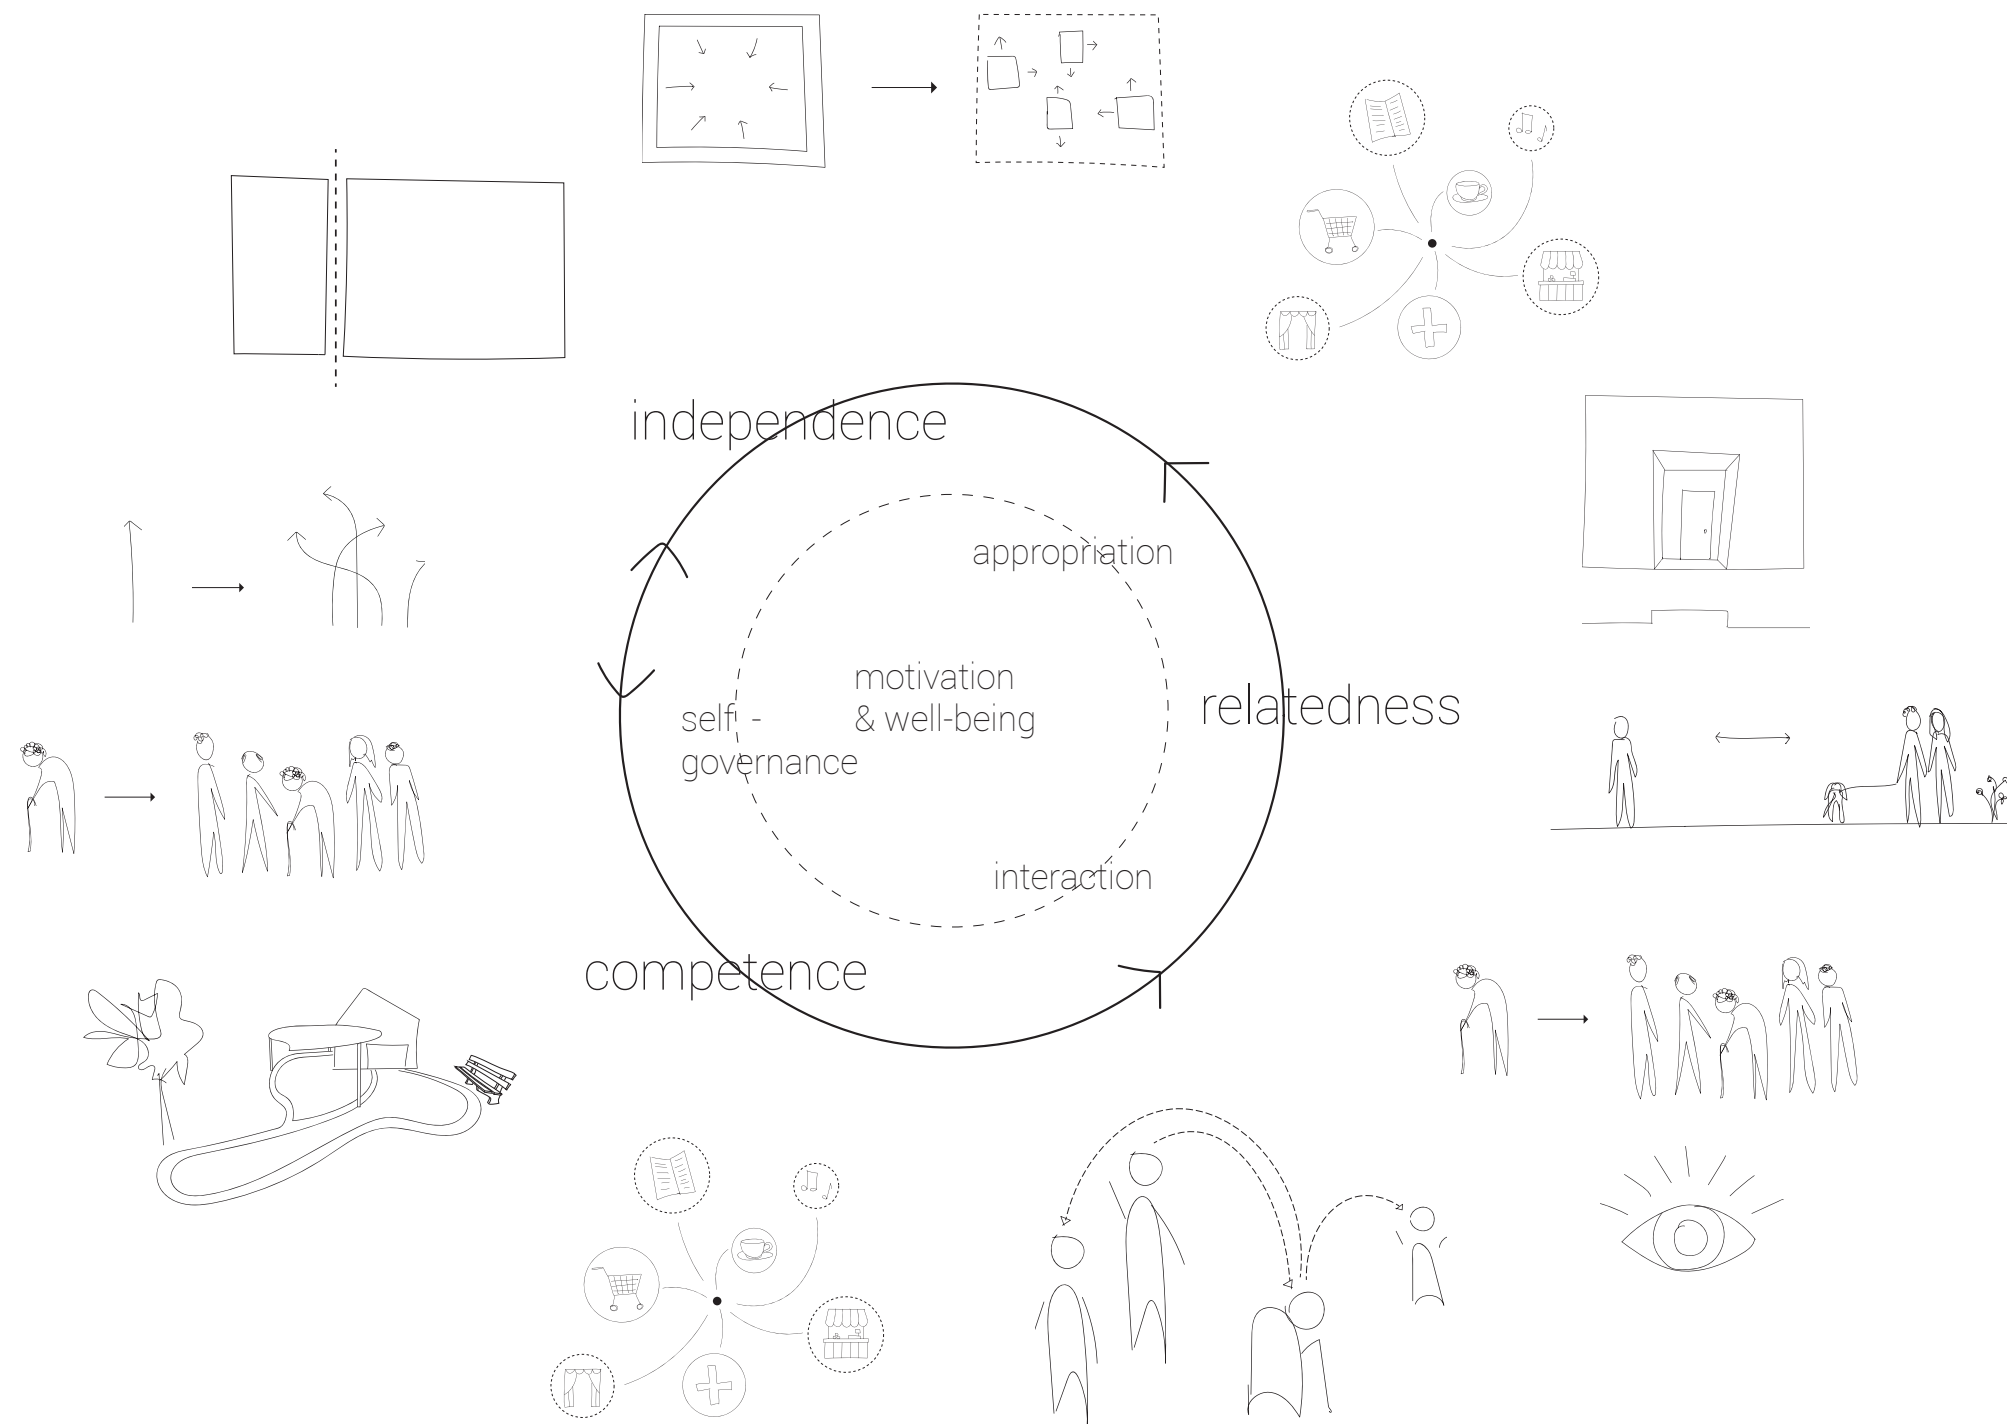 independence
appropriation
motivation
& well-being
relatedness
self -
governance
interaction
competence